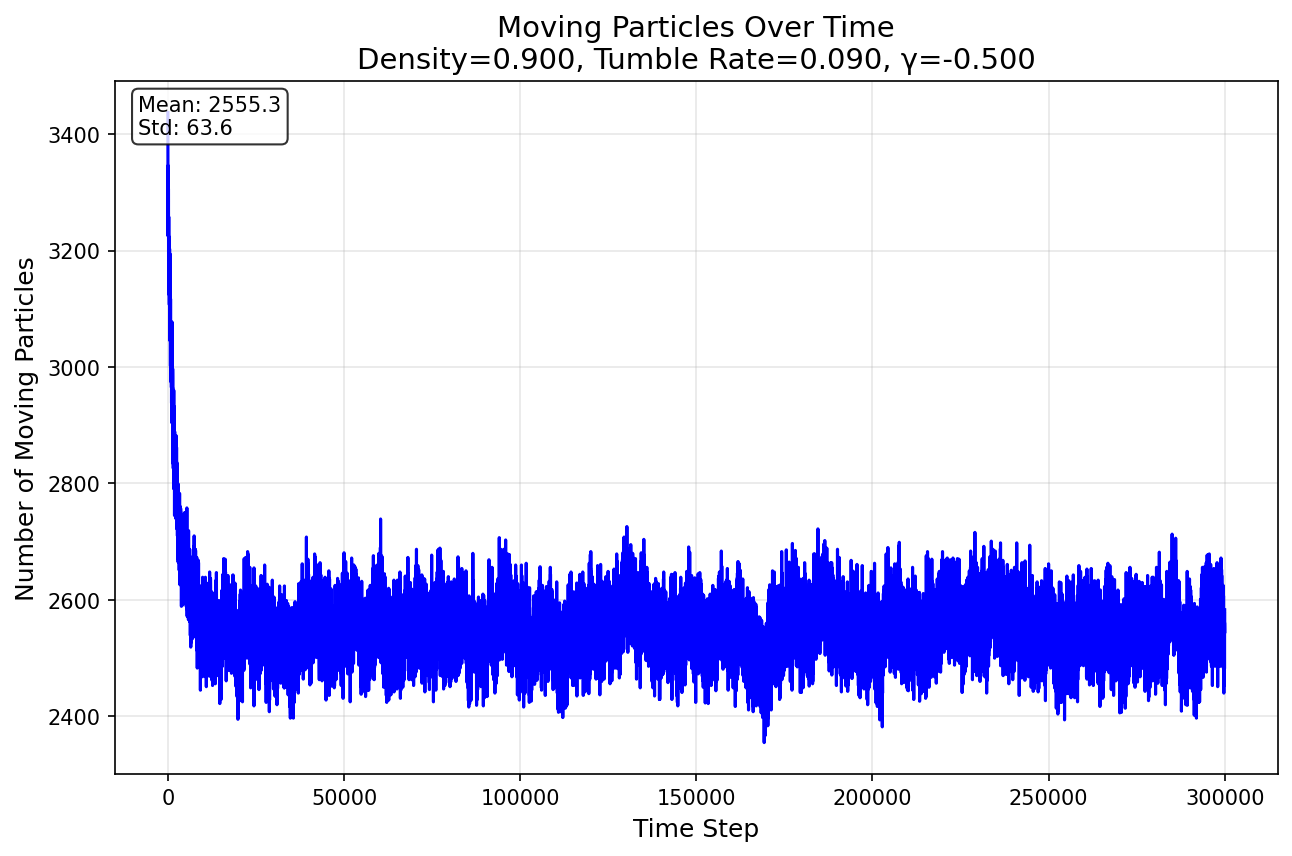 Moving Particles Over Time
Density=0.900, Tumble Rate=0.090, γ=-0.500
Mean: 2555.3
Std: 63.6
Number of Moving Particles
3400
3200
3000
2800
2600
2400
0 50000 100000 150000 200000 250000 300000
Time Step